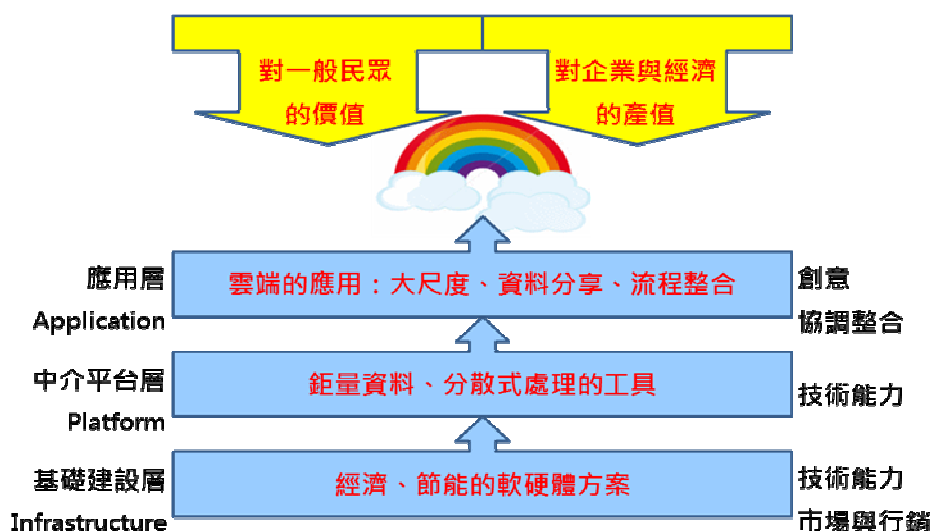 對一般民眾
的價值
對企業與經濟
的產值
應用層
Application
雲端的應用：大尺度、資料分享、流程整合
創意
協調整合
中介平台層
Platform
鉅量資料、分散式處理的工具
技術能力
基礎建設層
Infrastructure
經濟、節能的軟硬體方案
技術能力
市場與行銷